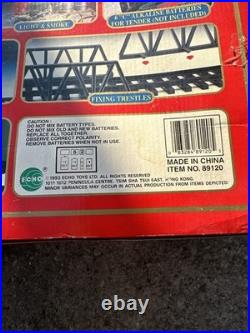 LIGHT & SMOKE
ALKALINE BATTERIES
FOR TENDER (NOT INCLUDED)
FIXING TRESTLES
CAUTION :
DO NOT MIX BATTERY TYPES.
DO NOT MIX OLD AND NEW BATTERIES.
REPLACE ALL TOGETHER.
OBSERVE CORRECT POLARITY.
REMOVE BATTERIES WHEN NOT IN USE.
MADE IN CHINA
ITEM NO. 89120
ECHO
© 1993 ECHO TOYS LTD. ALL RIGHTS RESERVED
1011-1012 PENINSULA CENTRE, TSIM SHA TSUI EAST, HONG KONG.
MINOR VARIANCES MAY OCCUR IN ACTUAL PRODUCTION FROM ITEMS DEPICTED.